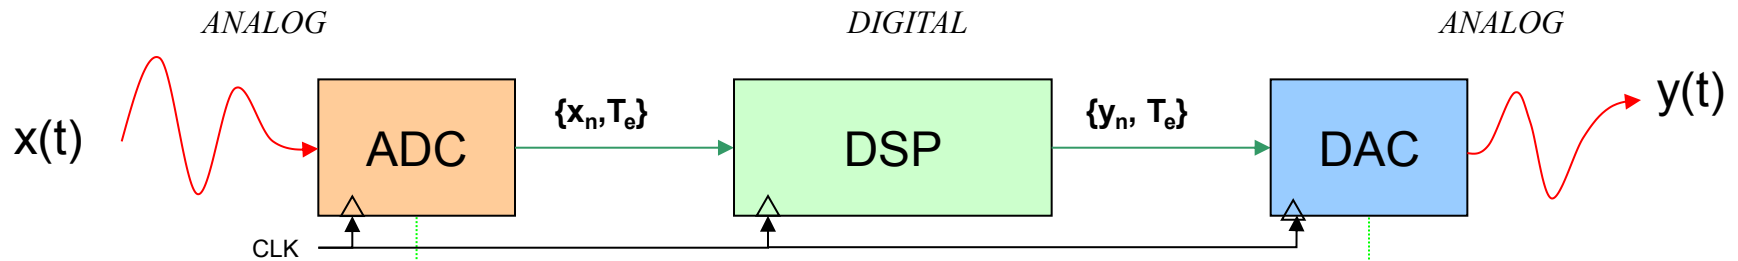 ANALOG DIGITAL ANALOG
x(t) ADC {xn,Te} DSP {yn, Te} DAC y(t)
CLK